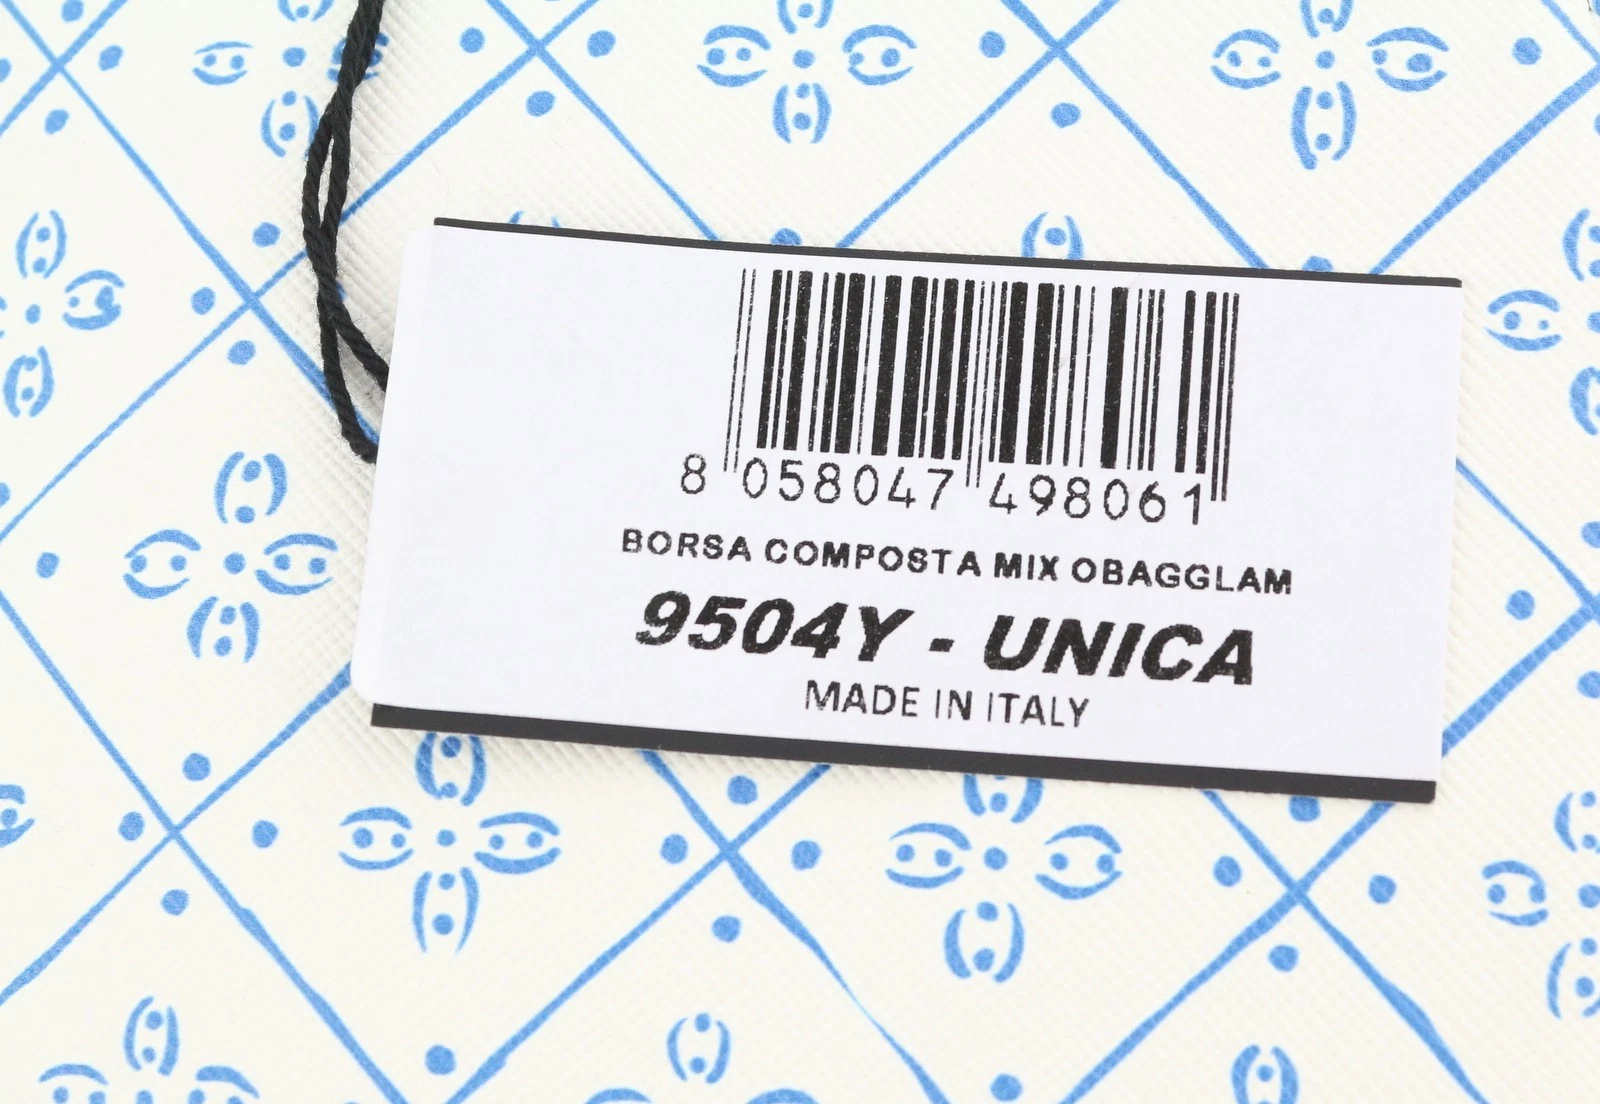 8 058047 498061
BORSA COMPOSTA MIX OBAGGLAM
9504Y - UNICA
MADE IN ITALY